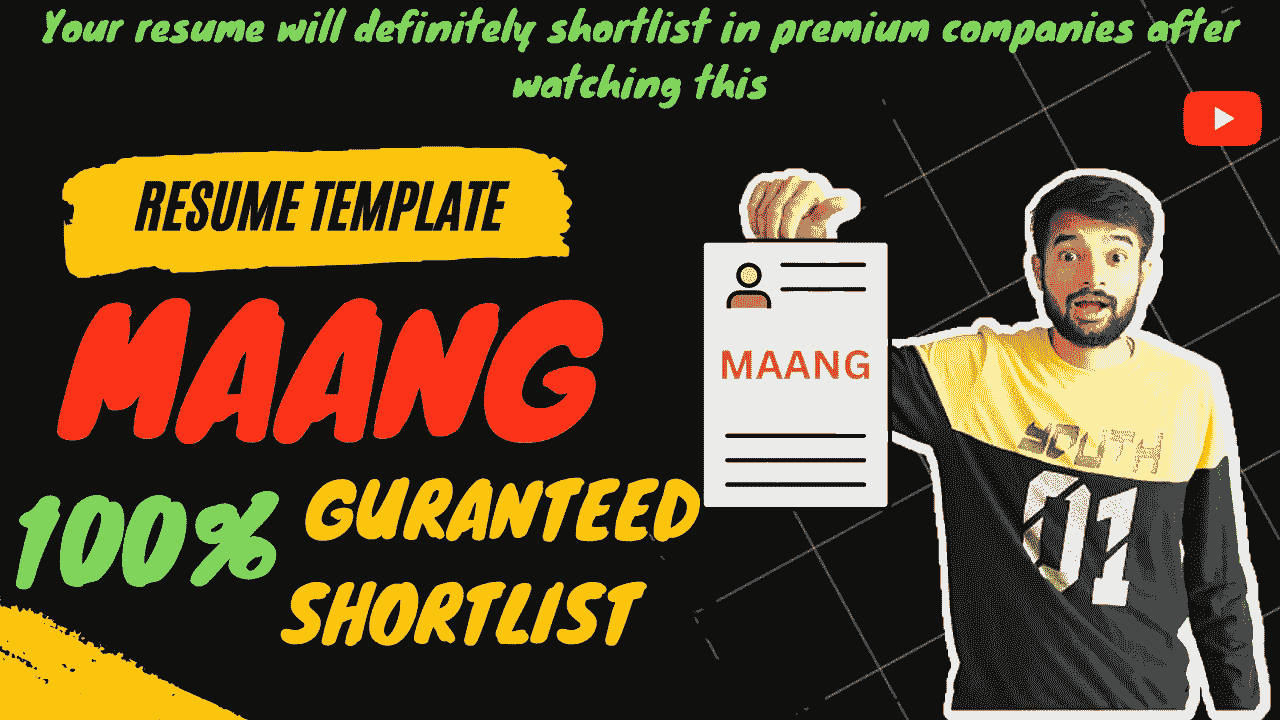 Your resume will definitely shortlist in premium companies after
watching this
RESUME TEMPLATE
MAANG
100% GURANTEED
SHORTLIST
MAANG
YOUTH
01